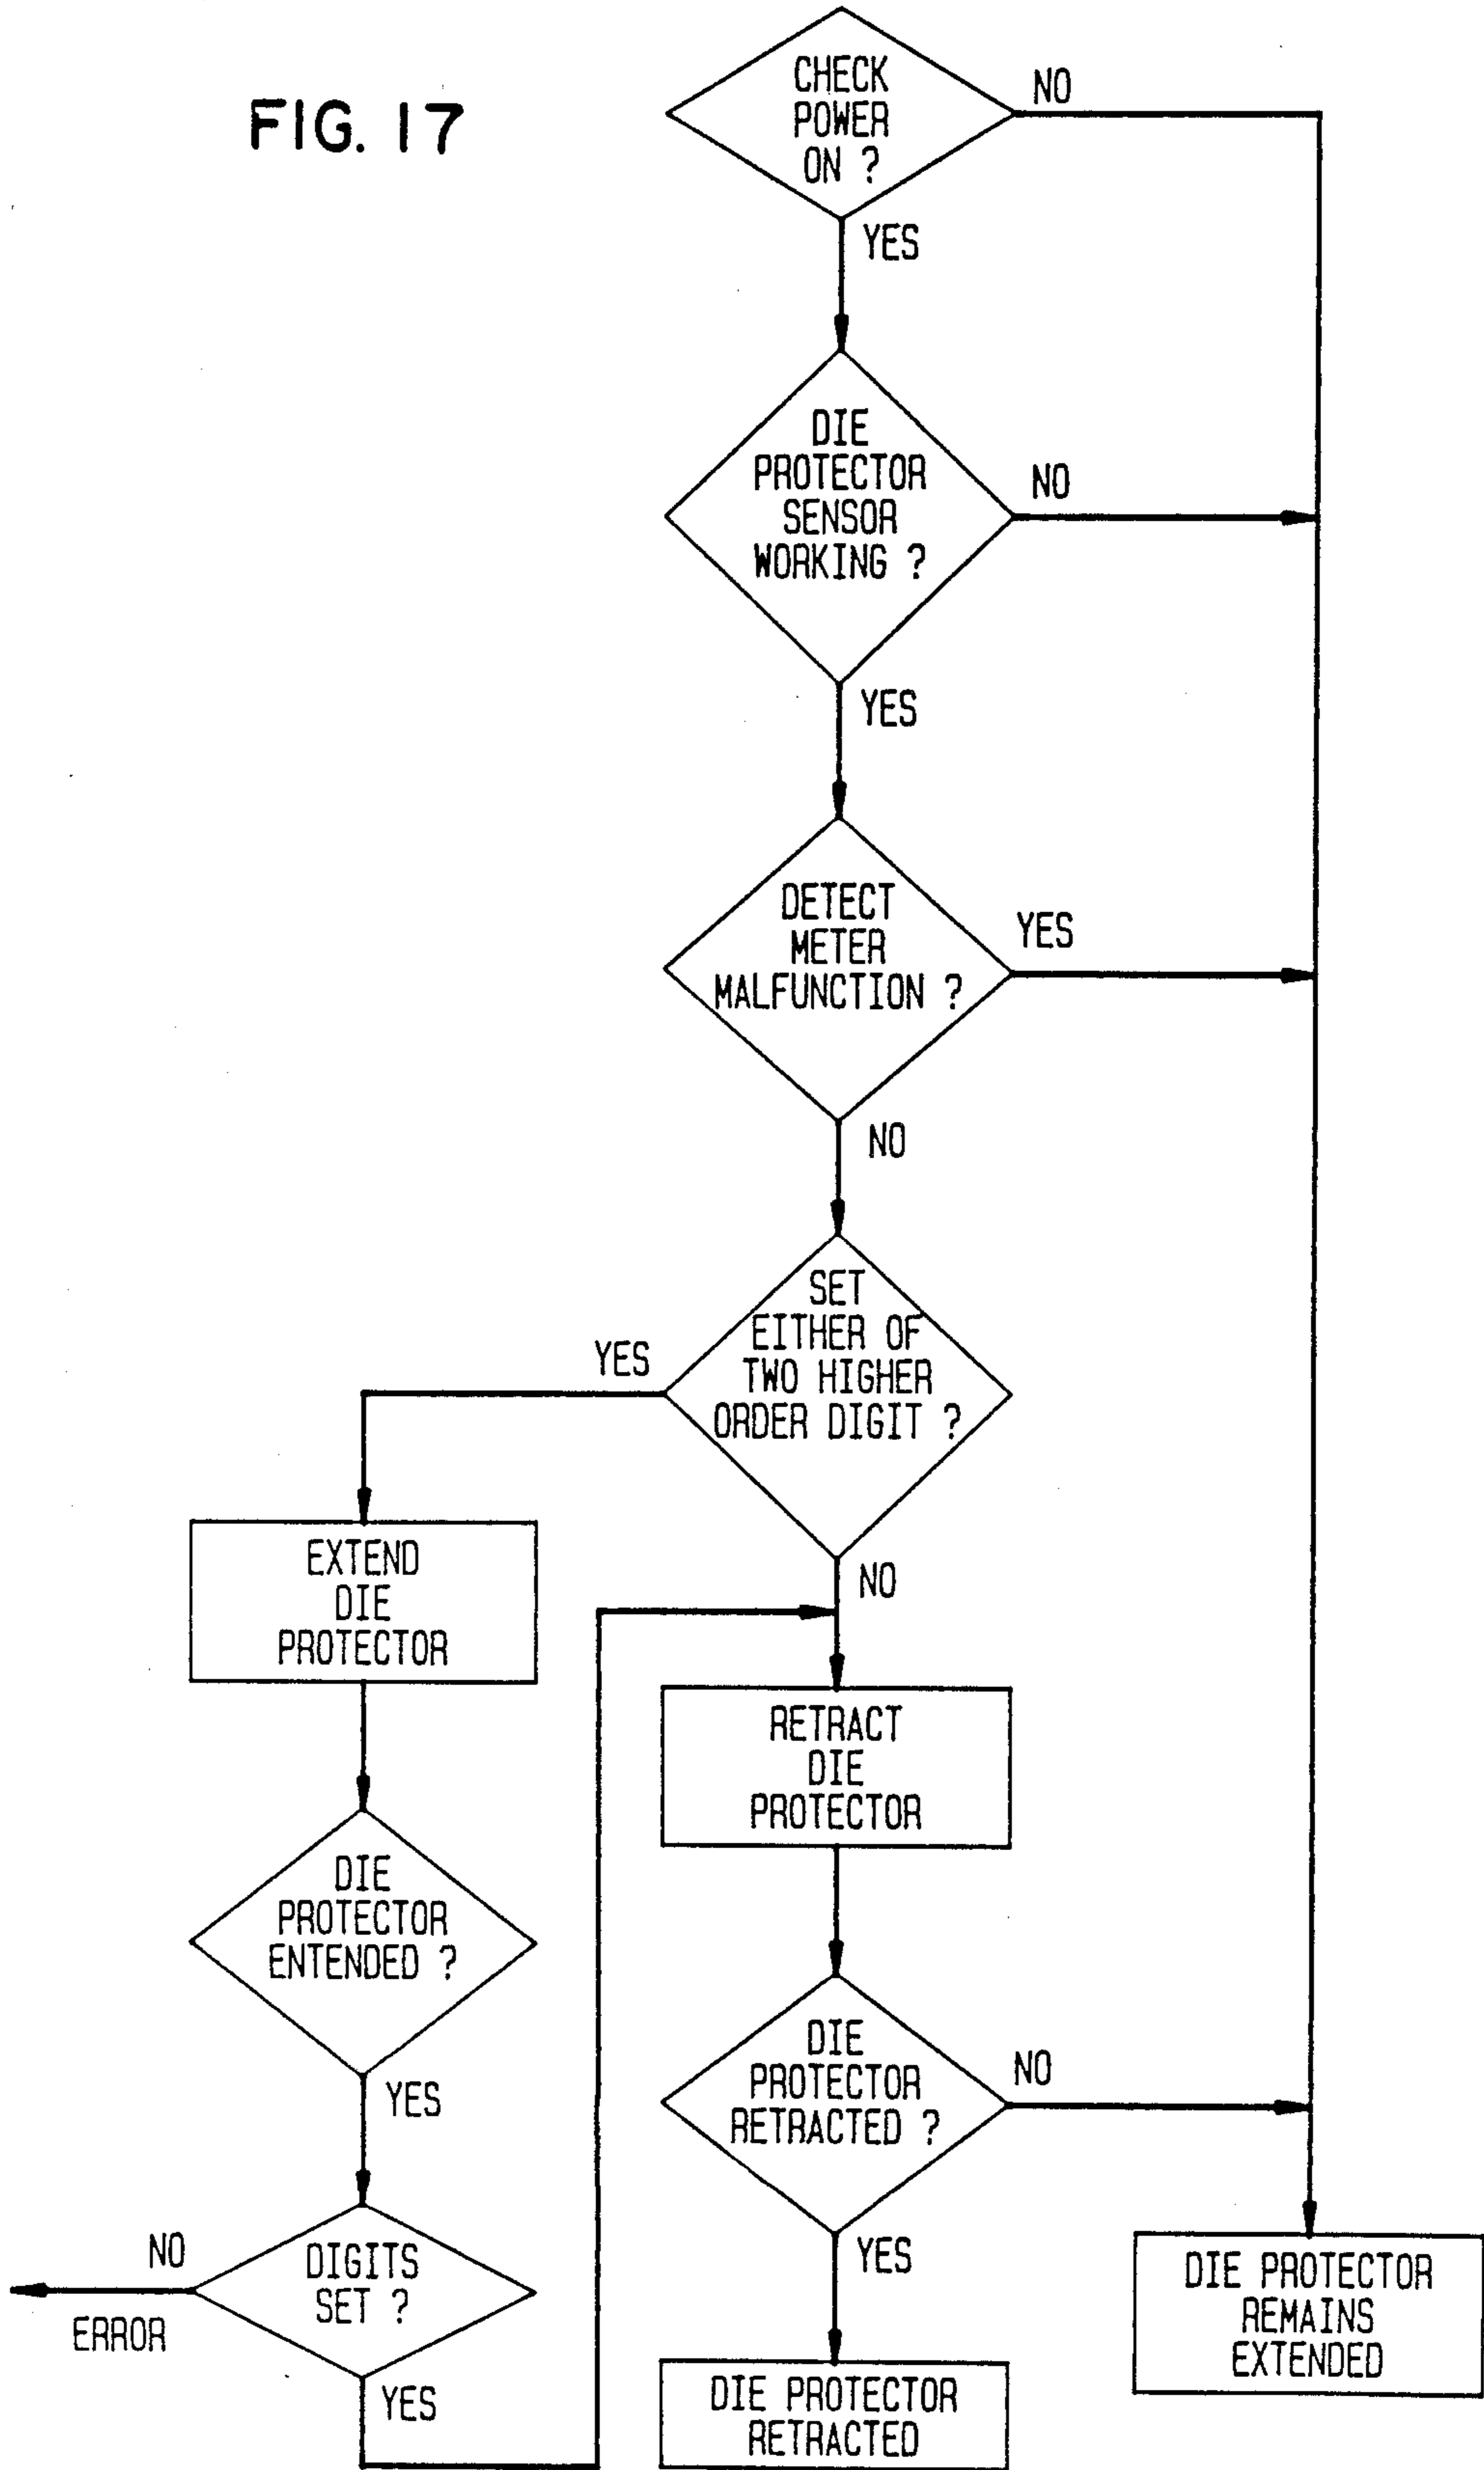 FIG. 17
CHECK
POWER
ON ?
NO
YES
DIE
PROTECTOR
SENSOR
WORKING ?
NO
YES
DETECT
METER
MALFUNCTION ?
YES
NO
SET
EITHER OF
TWO HIGHER
ORDER DIGIT ?
YES
NO
EXTEND
DIE
PROTECTOR
DIE
PROTECTOR
ENTENDED ?
YES
DIGITS
SET ?
NO
ERROR
YES
RETRACT
DIE
PROTECTOR
DIE
PROTECTOR
RETRACTED ?
NO
YES
DIE PROTECTOR
RETRACTED
DIE PROTECTOR
REMAINS
EXTENDED